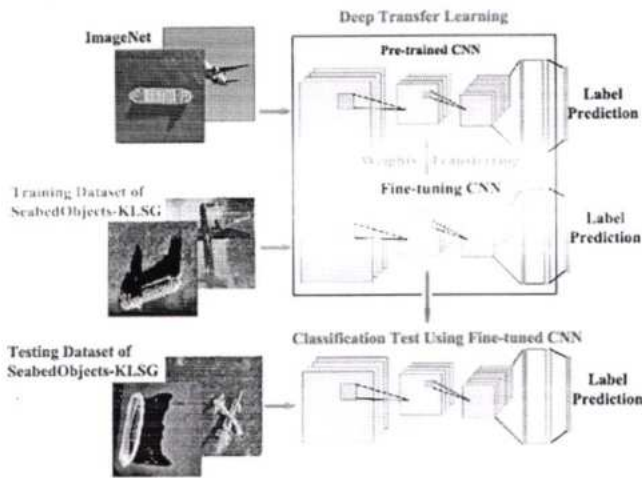 Deep Transfer Learning
ImageNet
Pre-trained CNN
Label
Prediction
Weights Transferring
Training Dataset of
SeabedObjects-KLSG
Fine-tuning CNN
Label
Prediction
Testing Dataset of
SeabedObjects-KLSG
Classification Test Using Fine-tuned CNN
Label
Prediction